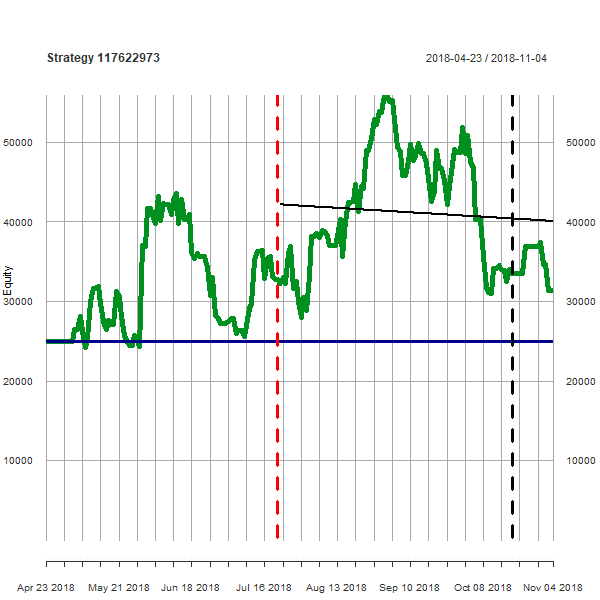 Strategy 117622973
2018-04-23 / 2018-11-04
50000
50000
40000
40000
Equity
30000
30000
20000
20000
10000
10000
Apr 23 2018
May 21 2018
Jun 18 2018
Jul 16 2018
Aug 13 2018
Sep 10 2018
Oct 08 2018
Nov 04 2018